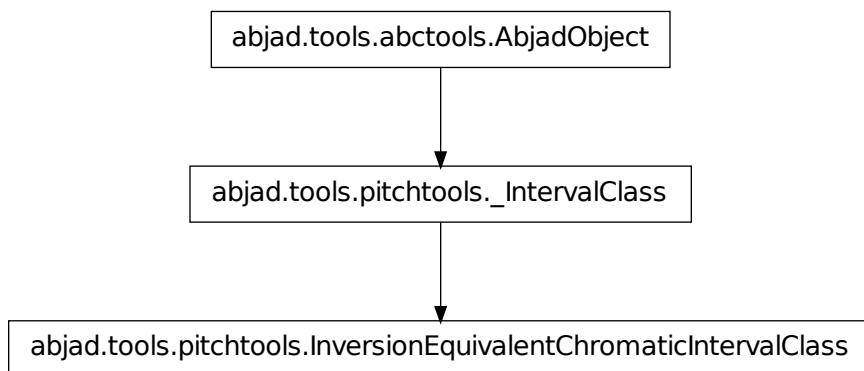 abjad.tools.abctools.AbjadObject
abjad.tools.pitchtools._IntervalClass
abjad.tools.pitchtools.InversionEquivalentChromaticIntervalClass